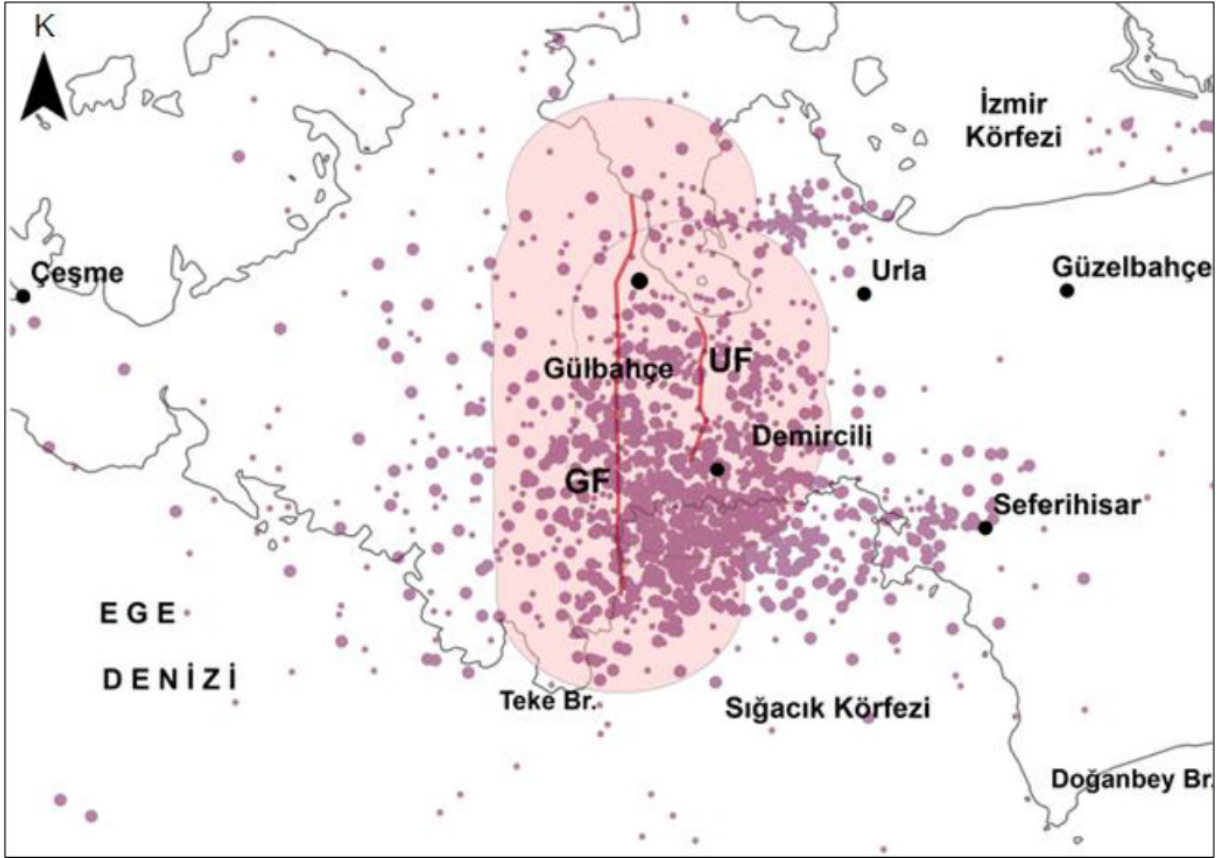 K
İzmir
Körfezi
Çeşme
Urla
Güzelbahçe
Gülbahçe
UF
Demircili
GF
Seferihisar
EGE
DENİZİ
Teke Br.
Sığacık Körfezi
Doğanbey Br.